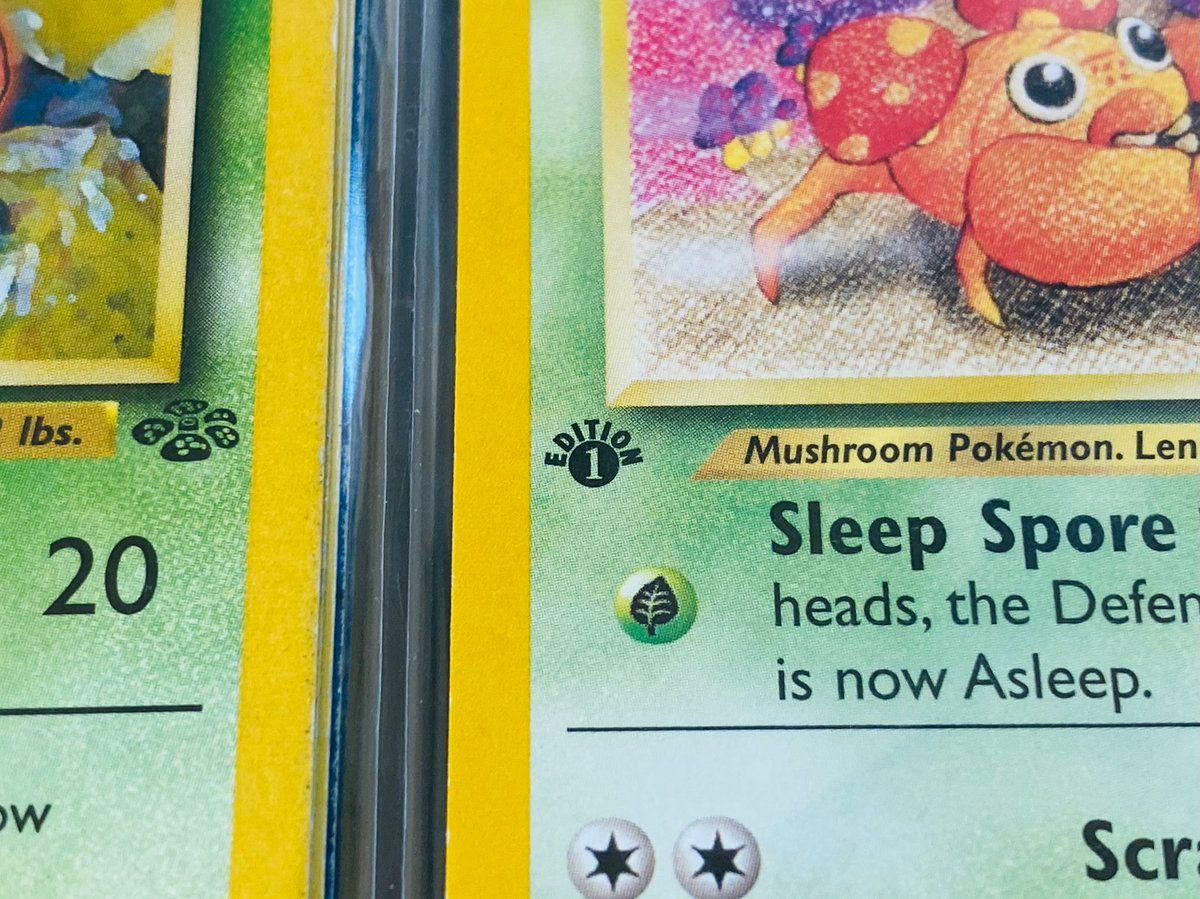 lbs.
20
ow
EDITION
1
Mushroom Pokémon. Len
Sleep Spore
heads, the Defen
is now Asleep.
Scr